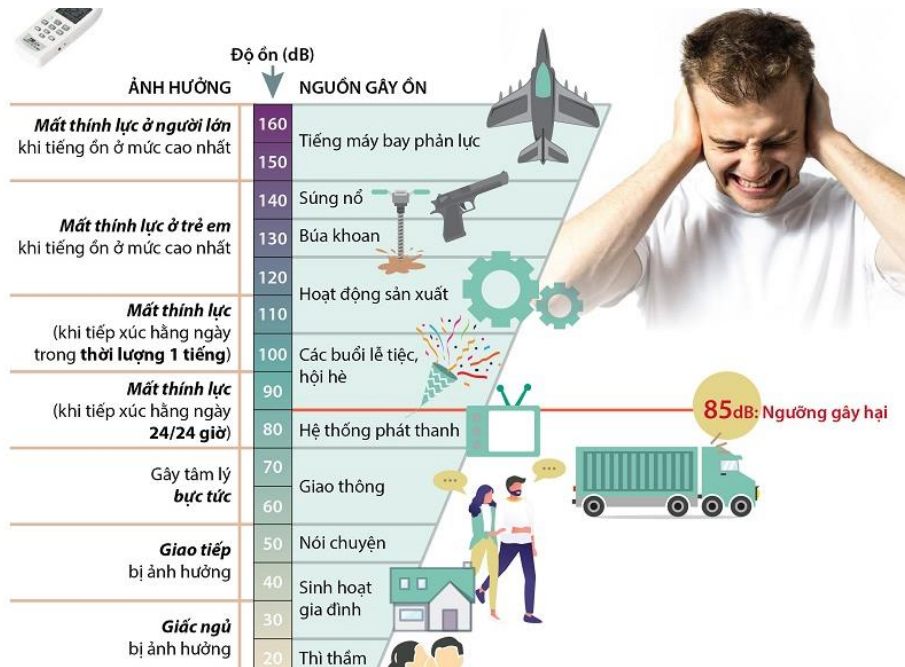 Độ ồn (dB)
ẢNH HƯỞNG
NGUỒN GÂY ỒN
Mất thính lực ở người lớn
khi tiếng ồn ở mức cao nhất
160
150
Tiếng máy bay phản lực
Mất thính lực ở trẻ em
khi tiếng ồn ở mức cao nhất
140
Súng nổ
130
Búa khoan
120
110
Hoạt động sản xuất
Mất thính lực
(khi tiếp xúc hằng ngày
trong thời lượng 1 tiếng)
100
Các buổi lễ tiệc,
hội hè
90
Mất thính lực
(khi tiếp xúc hằng ngày
24/24 giờ)
85dB: Ngưỡng gây hại
80
Hệ thống phát thanh
Gây tâm lý
bực tức
70
60
Giao thông
Giao tiếp
bị ảnh hưởng
50
Nói chuyện
40
Sinh hoạt
gia đình
30
Giấc ngủ
bị ảnh hưởng
20
Thì thầm